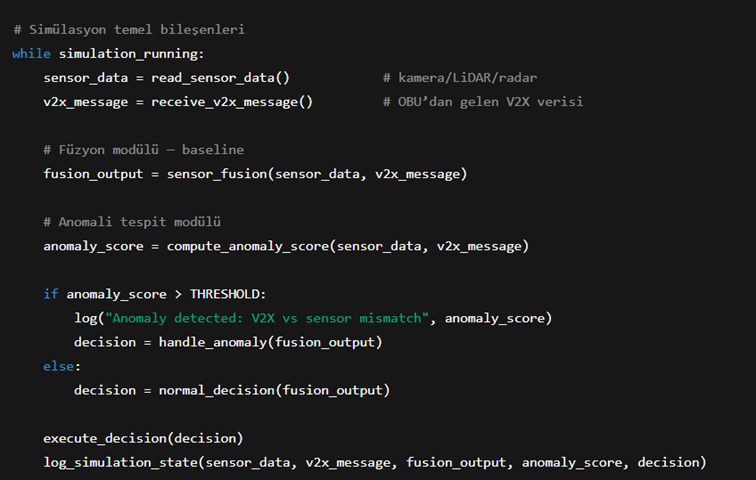 # Simülasyon temel bileşenleri
while simulation_running:
sensor_data = read_sensor_data() # kamera/LiDAR/radar
v2x_message = receive_v2x_message() # OBU’dan gelen V2X verisi
# Füzyon modülü – baseline
fusion_output = sensor_fusion(sensor_data, v2x_message)
# Anomali tespit modülü
anomaly_score = compute_anomaly_score(sensor_data, v2x_message)
if anomaly_score > THRESHOLD:
log("Anomaly detected: V2X vs sensor mismatch", anomaly_score)
decision = handle_anomaly(fusion_output)
else:
decision = normal_decision(fusion_output)
execute_decision(decision)
log_simulation_state(sensor_data, v2x_message, fusion_output, anomaly_score, decision)